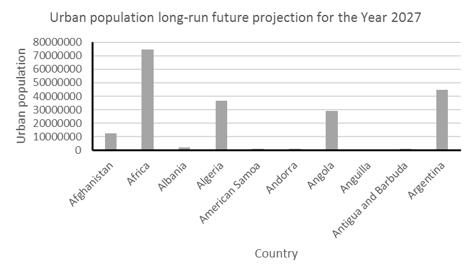 Urban population long-run future projection for the Year 2027
Urban population
80000000
70000000
60000000
50000000
40000000
30000000
20000000
10000000
0
Afghanistan
Africa
Albania
Algeria
American Samoa
Andorra
Angola
Anguilla
Antigua and Barbuda
Argentina
Country